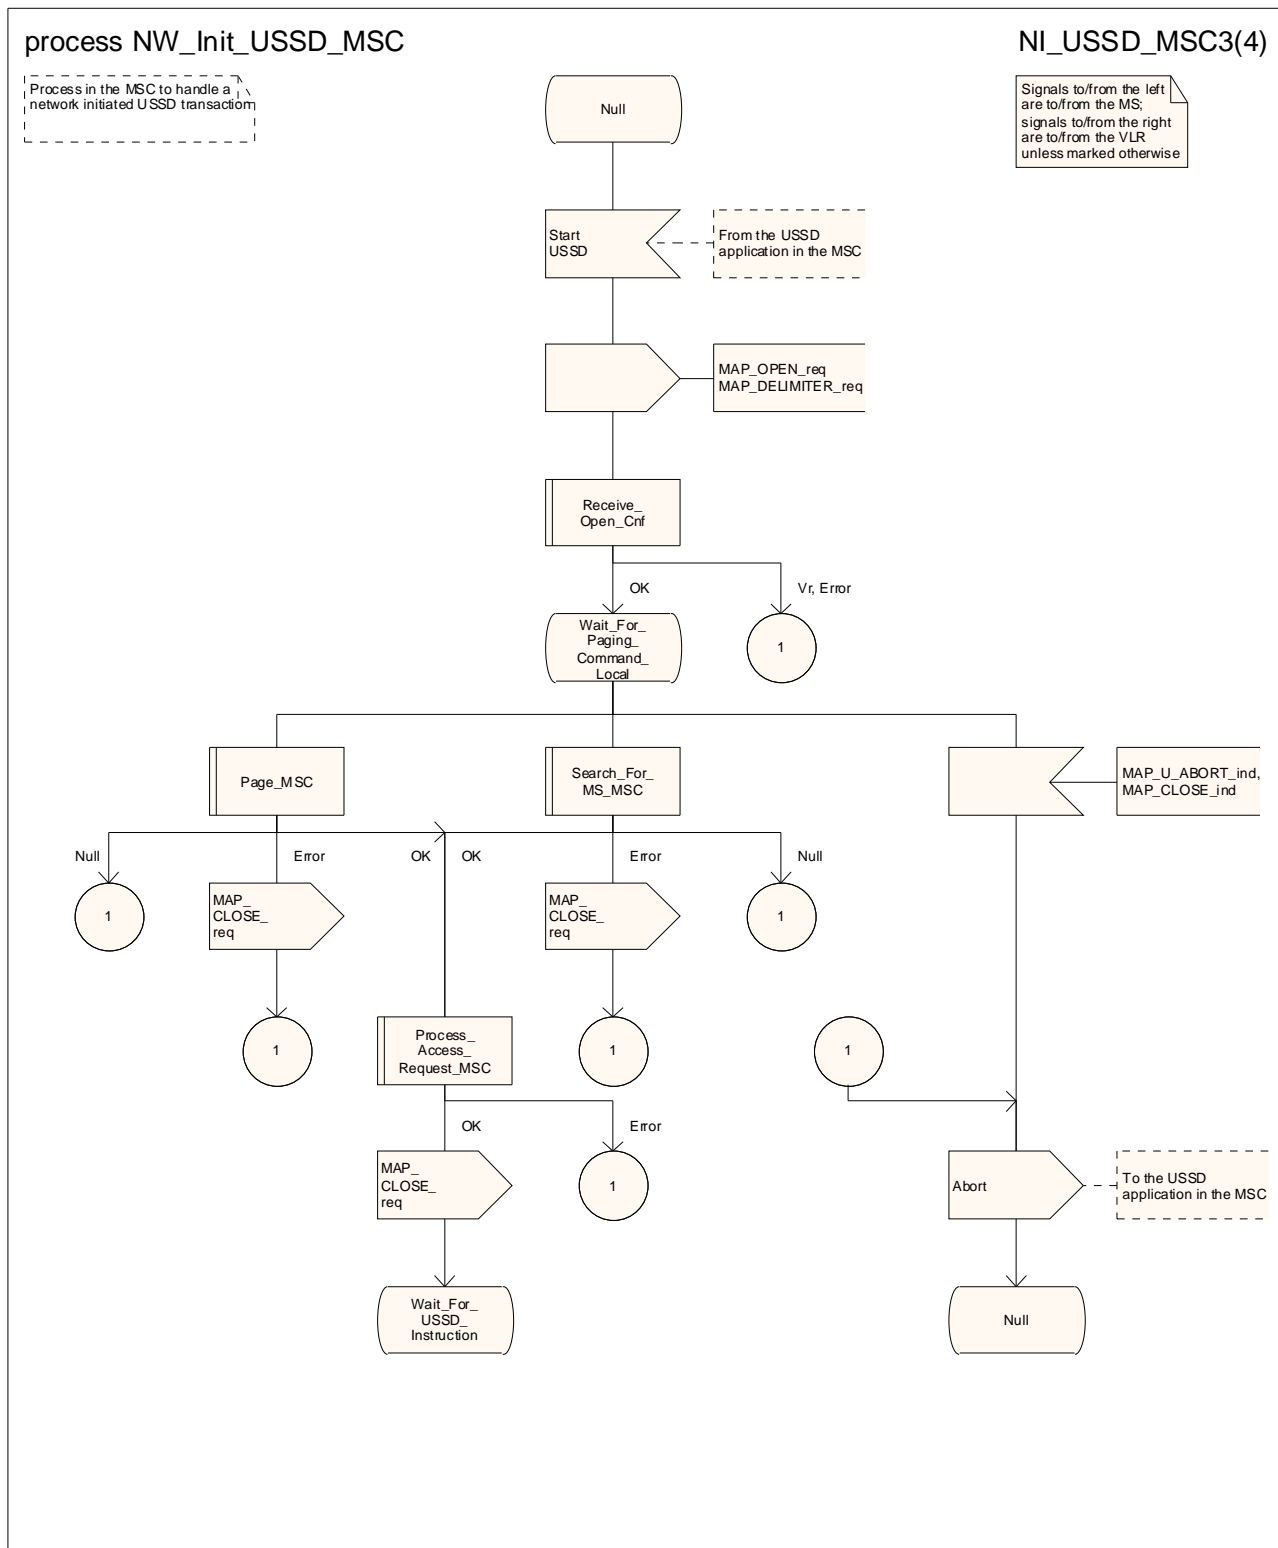 process NW_Init_USSD_MSC
NI_USSD_MSC3(4)
Process in the MSC to handle a
network initiated USSD transaction
Signals to/from the left
are to/from the MS;
signals to/from the right
are to/from the VLR
unless marked otherwise
Null
Start
USSD
From the USSD
application in the MSC
MAP_OPEN_req
MAP_DELIMITER_req
Receive_
Open_Cnf
OK
Vr, Error
Wait_For_
Paging_
Command_
Local
1
Page_MSC
Search_For_
MS_MSC
MAP_U_ABORT_ind,
MAP_CLOSE_ind
Null
Error
OK
OK
Error
Null
1
MAP_
CLOSE_
req
MAP_
CLOSE_
req
1
1
Process_
Access_
Request_MSC
1
1
OK
Error
MAP_
CLOSE_
req
1
Abort
To the USSD
application in the MSC
Wait_For_
USSD_
Instruction
Null